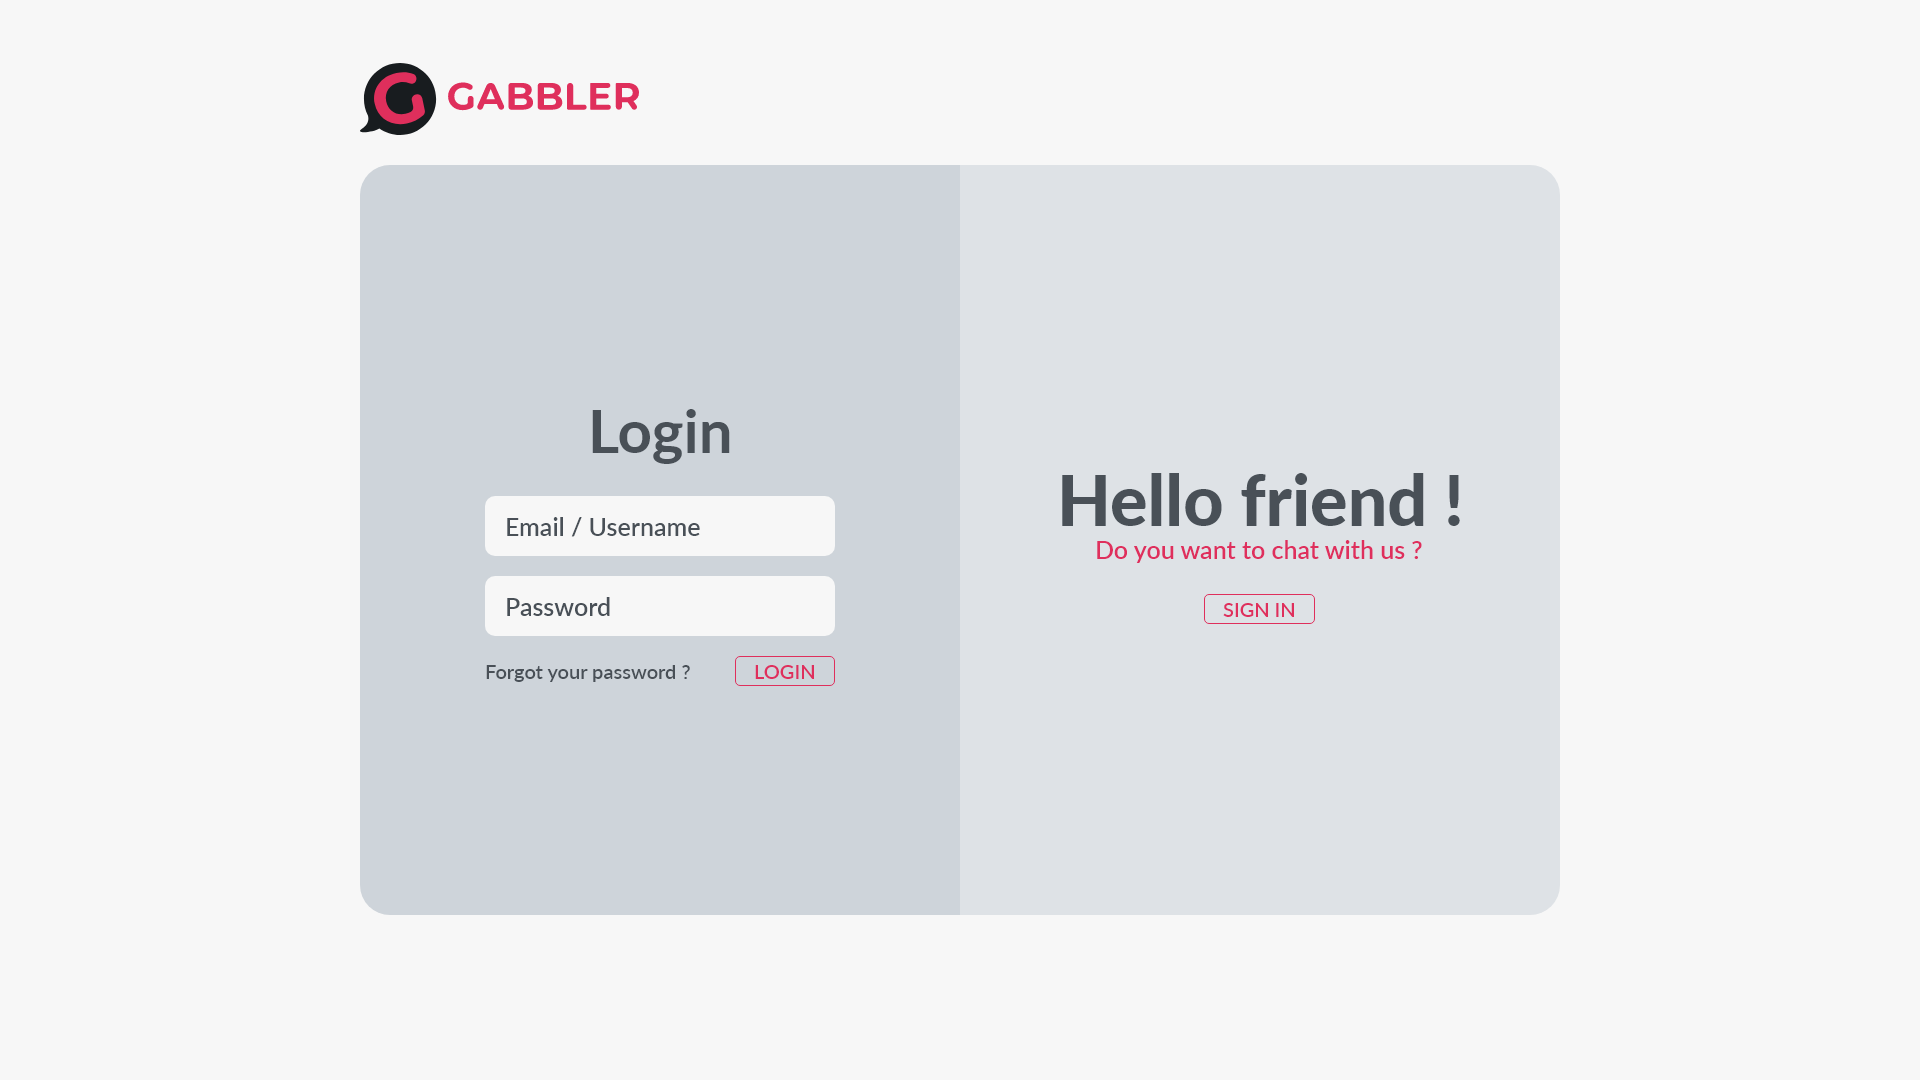 GABBLER
Login
Email / Username
Password
Forgot your password ?
LOGIN
Hello friend !
Do you want to chat with us ?
SIGN IN